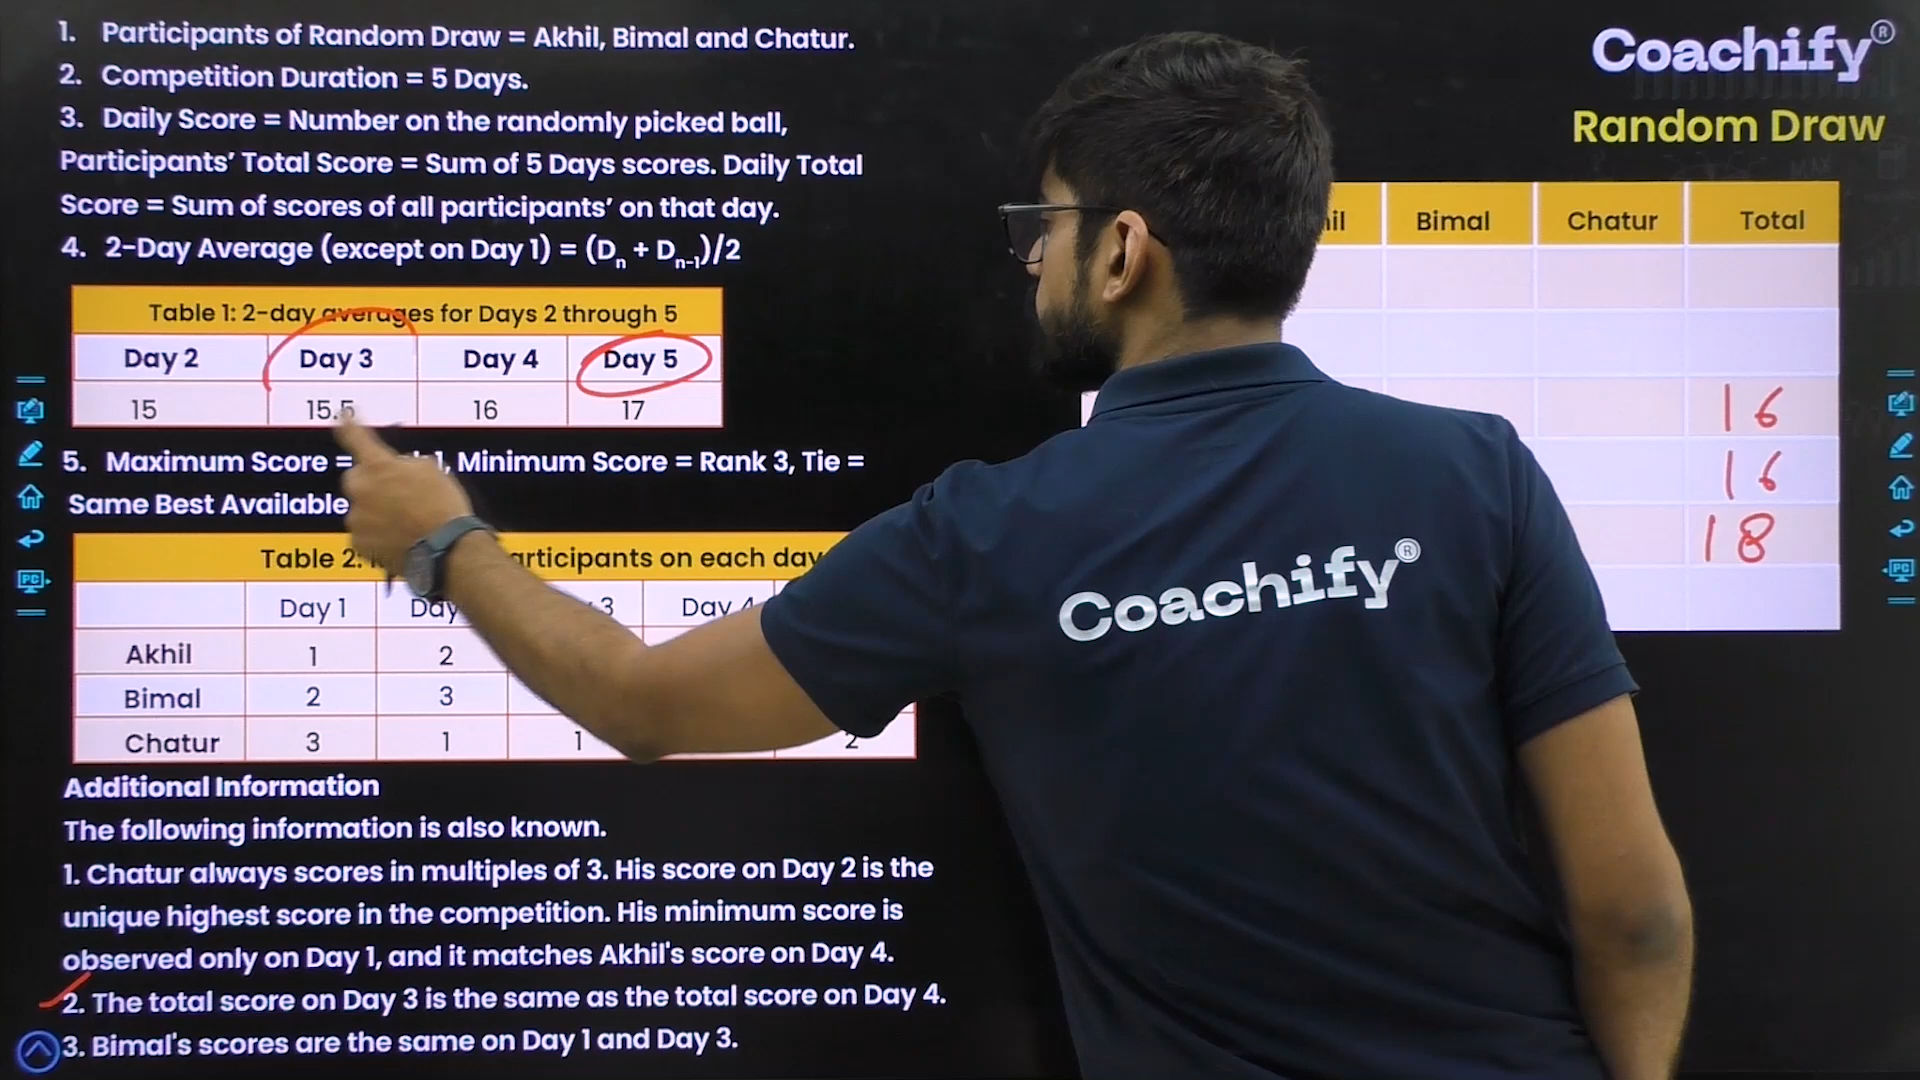 1. Participants of Random Draw = Akhil, Bimal and Chatur.
2. Competition Duration = 5 Days.
3. Daily Score = Number on the randomly picked ball,
Participants’ Total Score = Sum of 5 Days scores. Daily Total
Score = Sum of scores of all participants’ on that day.
4. 2-Day Average (except on Day 1) = (Dn + Dn-1)/2
Table 1: 2-day averages for Days 2 through 5
Day 2 Day 3 Day 4 Day 5
15 15.5 16 17
5. Maximum Score = 1, Minimum Score = Rank 3, Tie =
Same Best Available
Table 2: articipants on each day
Day 1 Day 3 Day 4
Akhil 1 2
Bimal 2 3
Chatur 3 1 1 2
Additional Information
The following information is also known.
1. Chatur always scores in multiples of 3. His score on Day 2 is the
unique highest score in the competition. His minimum score is
observed only on Day 1, and it matches Akhil's score on Day 4.
2. The total score on Day 3 is the same as the total score on Day 4.
3. Bimal's scores are the same on Day 1 and Day 3.
Coachify®
Random Draw
il Bimal Chatur Total
16
16
18
Coachify®
PC
PC